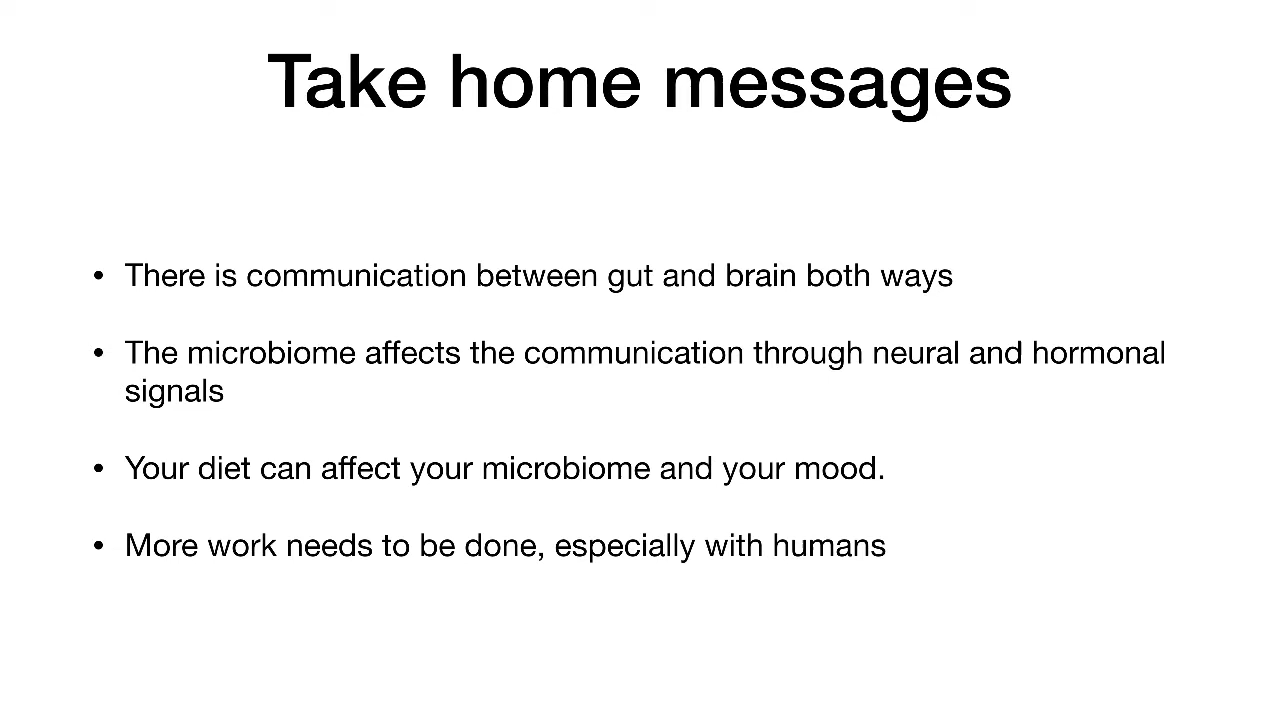 Take home messages
• There is communication between gut and brain both ways
• The microbiome affects the communication through neural and hormonal
signals
• Your diet can affect your microbiome and your mood.
• More work needs to be done, especially with humans